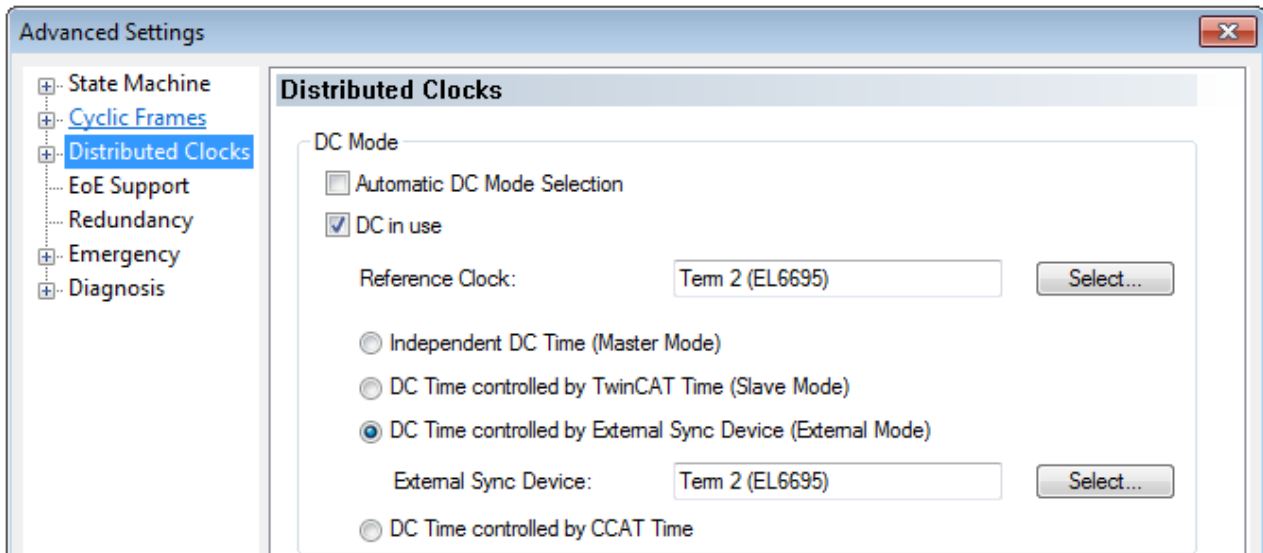 Advanced Settings
State Machine
Cyclic Frames
Distributed Clocks
EoE Support
Redundancy
Emergency
Diagnosis
Distributed Clocks
DC Mode
Automatic DC Mode Selection
DC in use
Reference Clock: Term 2 (EL6695) Select...
Independent DC Time (Master Mode)
DC Time controlled by TwinCAT Time (Slave Mode)
DC Time controlled by External Sync Device (External Mode)
External Sync Device: Term 2 (EL6695) Select...
DC Time controlled by CCAT Time